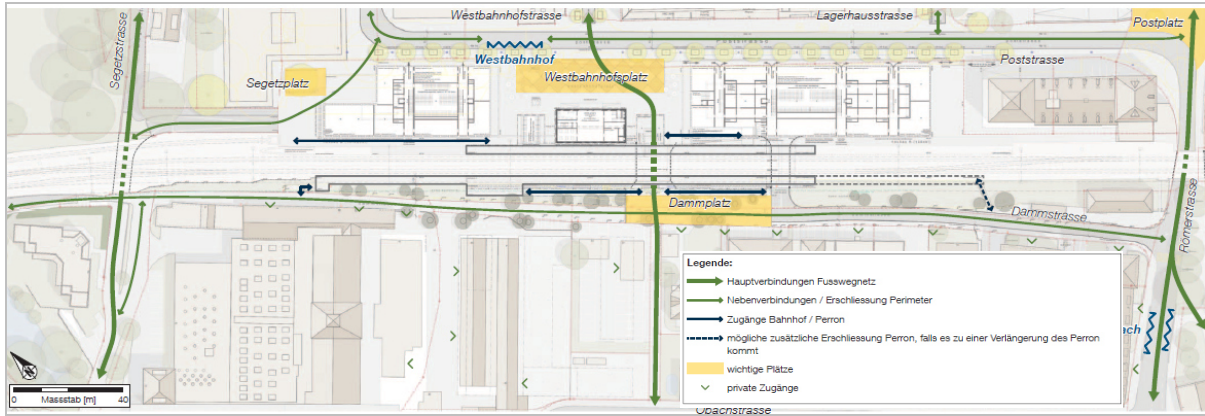 Westbahnhofstrasse
Lagerhausstrasse
Postplatz
Segetzstrasse
Westbahnhof
Poststrasse
Segetzplatz
Westbahnhofsplatz
Dammplatz
Dammstrasse
Römerstrasse
Legende:
Hauptverbindungen Fusswegnetz
Nebenverbindungen / Erschliessung Perimeter
Zugänge Bahnhof / Perron
mögliche zusätzliche Erschliessung Perron, falls es zu einer Verlängerung des Perron
kommt
wichtige Plätze
private Zugänge
ach
0 Massstab [m] 40
Obachstrasse